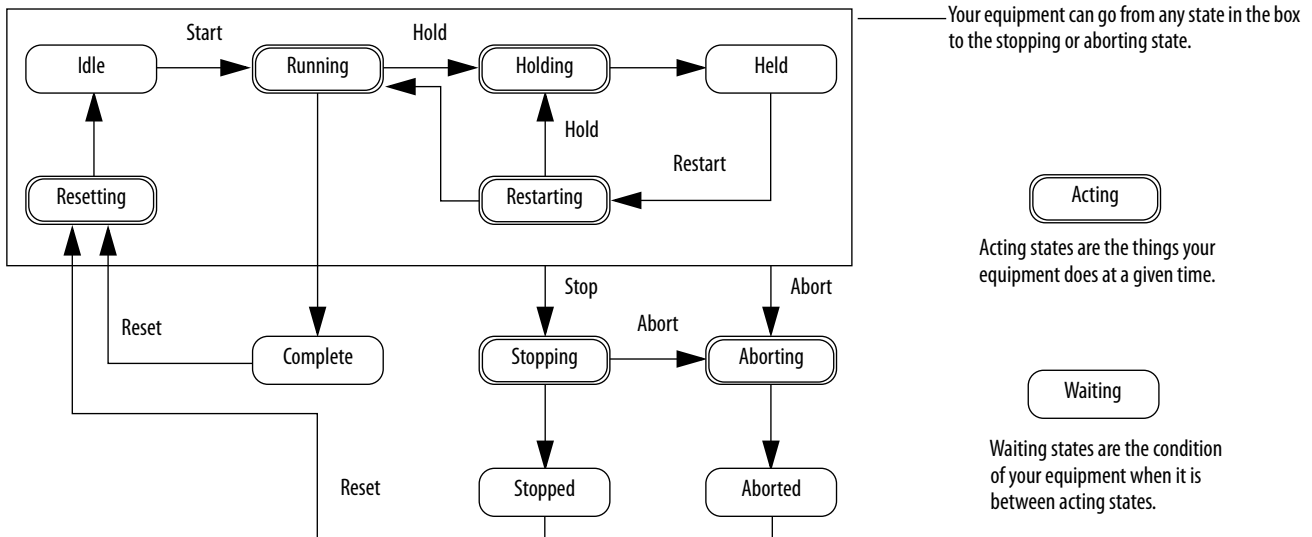 Your equipment can go from any state in the box
to the stopping or aborting state.
Start
Hold
Idle
Running
Holding
Held
Hold
Restart
Resetting
Restarting
Acting
Acting states are the things your
equipment does at a given time.
Stop
Abort
Reset
Abort
Complete
Stopping
Aborting
Waiting
Waiting states are the condition
of your equipment when it is
between acting states.
Reset
Stopped
Aborted